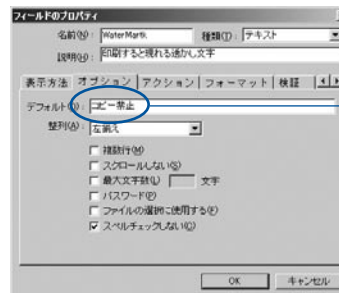 フィールドのプロパティ
名前(N): WaterMark 種類(T): テキスト
説明(H): 印刷すると現れる透かし文字
表示方法 オプション アクション フォーマット 検証
デフォルト(D): コピー禁止
整列(A): 左揃え
複数行(M)
スクロールしない(S)
最大文字数(L) 文字
パスワード(P)
ファイルの選択に使用する(F)
スペルチェックしない(C)
OK キャンセル